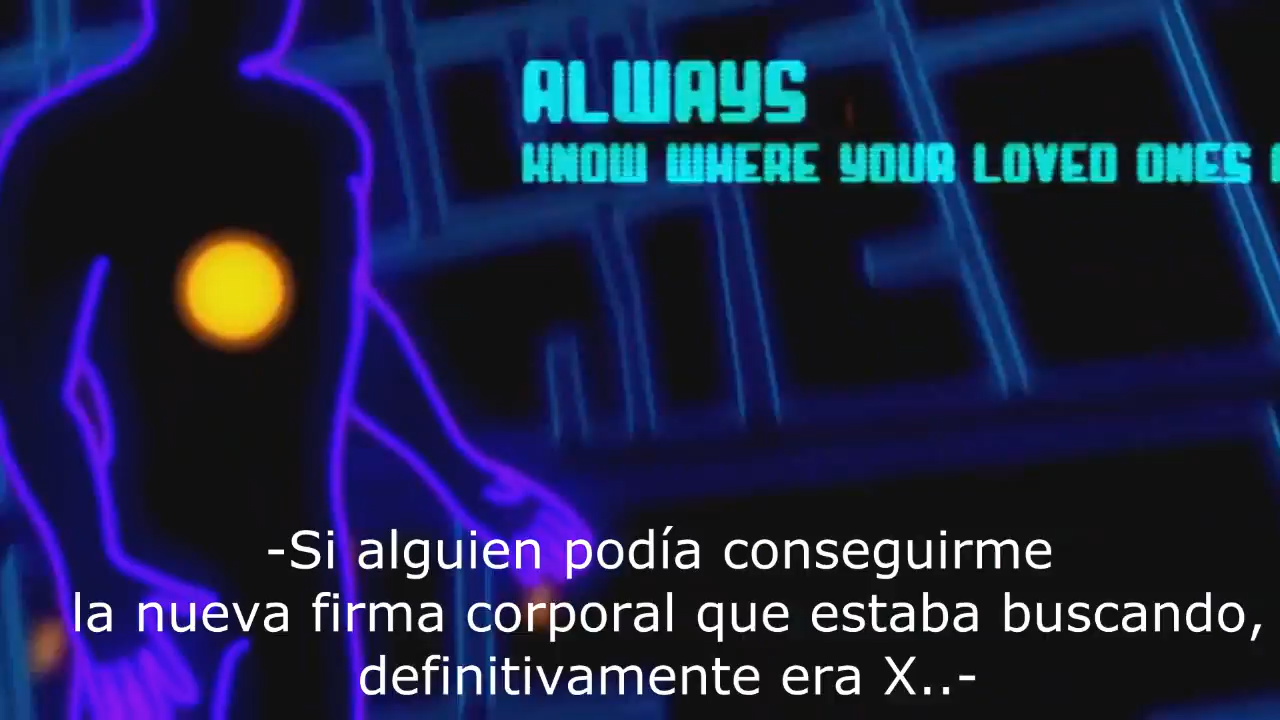 ALWAYS
KNOW WHERE YOUR LOVED ONES
-Si alguien podía conseguirme
la nueva firma corporal que estaba buscando,
definitivamente era X..-